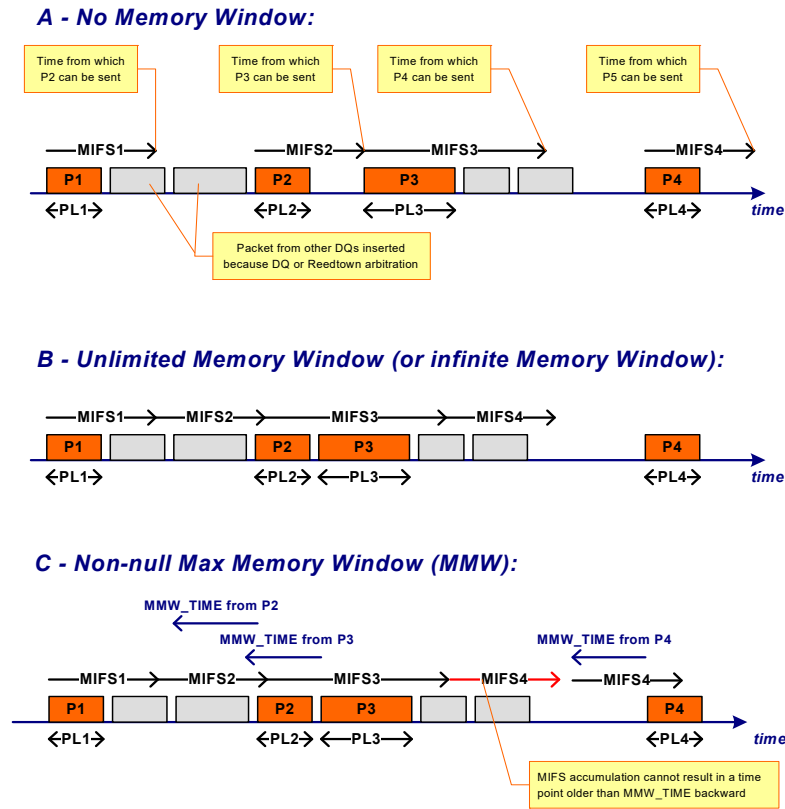 A - No Memory Window:
Time from which
P2 can be sent
Time from which
P3 can be sent
Time from which
P4 can be sent
Time from which
P5 can be sent
MIFS1
MIFS2
MIFS3
MIFS4
P1
P2
P3
P4
PL1
PL2
PL3
PL4
time
Packet from other DQs inserted
because DQ or Reedtown arbitration
B - Unlimited Memory Window (or infinite Memory Window):
MIFS1
MIFS2
MIFS3
MIFS4
P1
P2
P3
P4
PL1
PL2
PL3
PL4
time
C - Non-null Max Memory Window (MMW):
MMW_TIME from P2
MMW_TIME from P3
MMW_TIME from P4
MIFS1
MIFS2
MIFS3
MIFS4
MIFS4
P1
P2
P3
P4
PL1
PL2
PL3
PL4
time
MIFS accumulation cannot result in a time
point older than MMW_TIME backward